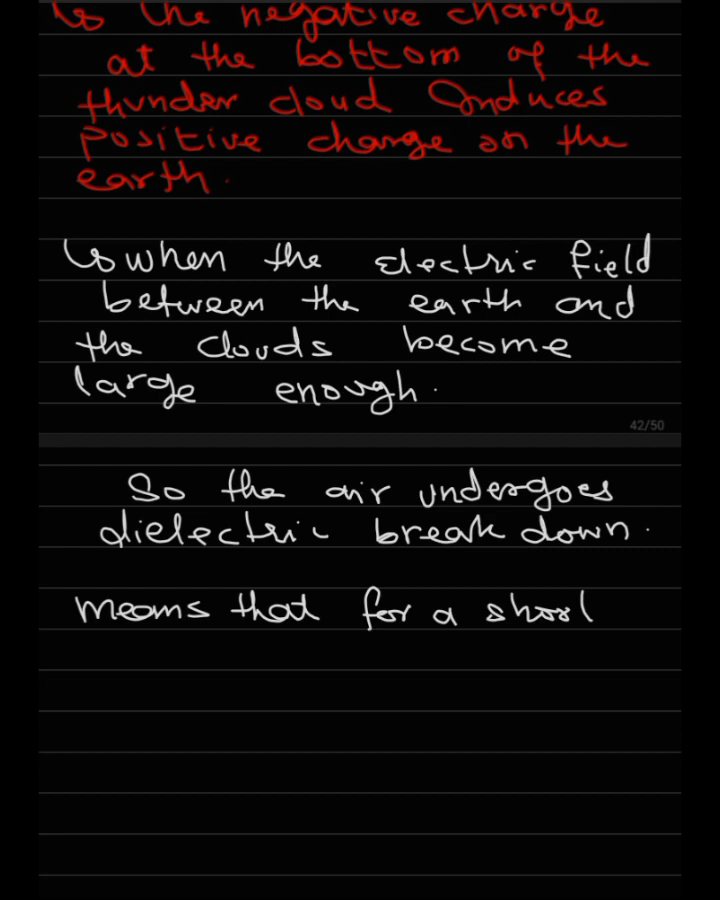 ↳ the negative charge
at the bottom of the
thunder cloud Induces
positive charge on the
earth.
↳ when the electric field
between the earth and
the clouds become
large enough.
42/50
So the air undergoes
dielectric break down.
means that for a